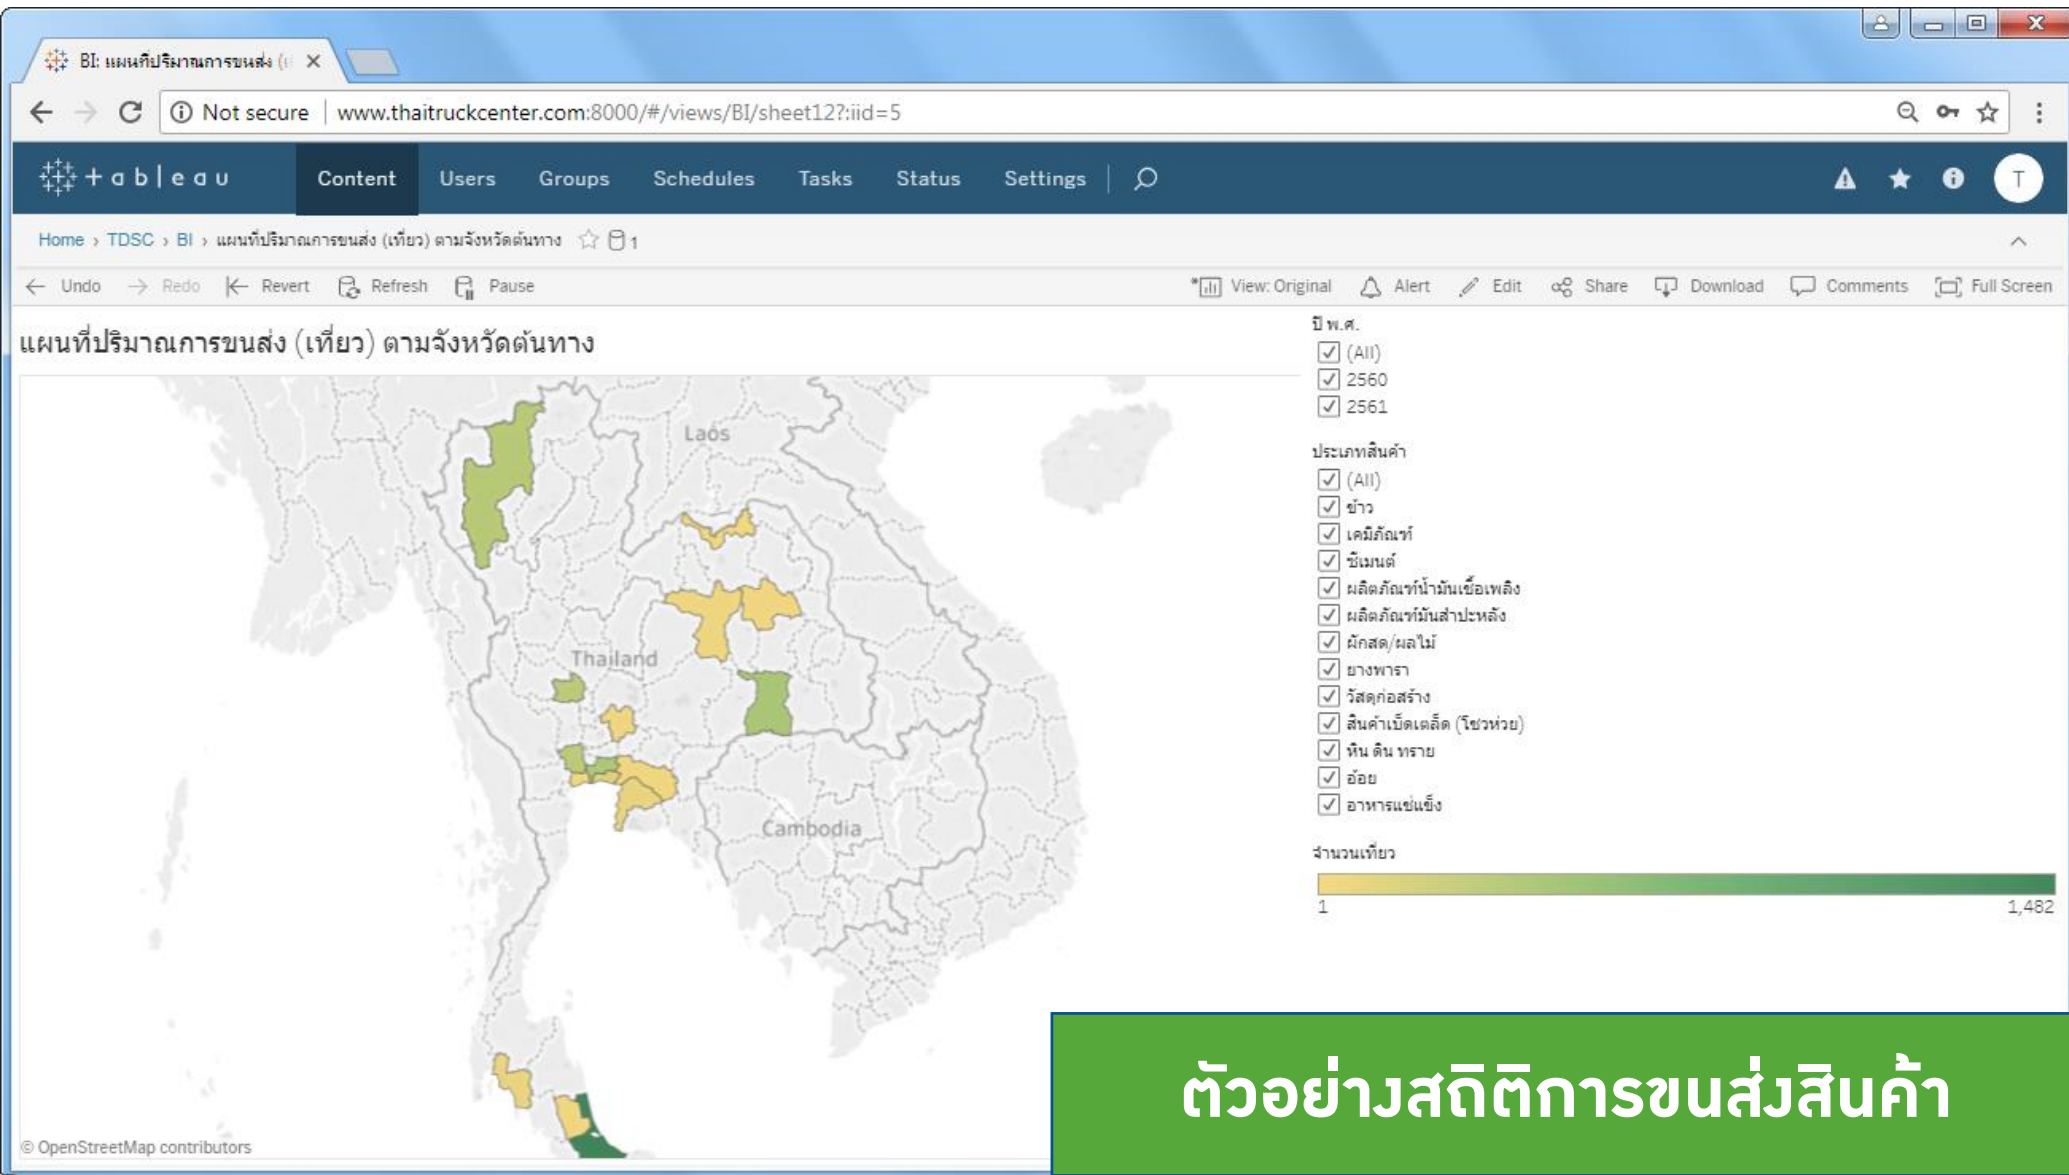 BI: แผนที่ปริมาณการขนส่ง (เ
Not secure | www.thaitruckcenter.com:8000/#/views/BI/sheet12?:iid=5
+ableau Content Users Groups Schedules Tasks Status Settings T
Home › TDSC › BI › แผนที่ปริมาณการขนส่ง (เที่ยว) ตามจังหวัดต้นทาง 1
Undo Redo Revert Refresh Pause View: Original Alert Edit Share Download Comments Full Screen
แผนที่ปริมาณการขนส่ง (เที่ยว) ตามจังหวัดต้นทาง
Laos
Thailand
Cambodia
© OpenStreetMap contributors
ปี พ.ศ.
(All)
2560
2561
ประเภทสินค้า
(All)
ข้าว
เคมีภัณฑ์
ซีเมนต์
ผลิตภัณฑ์น้ำมันเชื้อเพลิง
ผลิตภัณฑ์มันสำปะหลัง
ผักสด/ผลไม้
ยางพารา
วัสดุก่อสร้าง
สินค้าเบ็ดเตล็ด (โชวห่วย)
หิน ดิน ทราย
อ้อย
อาหารแช่แข็ง
จำนวนเที่ยว
1 1,482
ตัวอย่างสถิติการขนส่งสินค้า